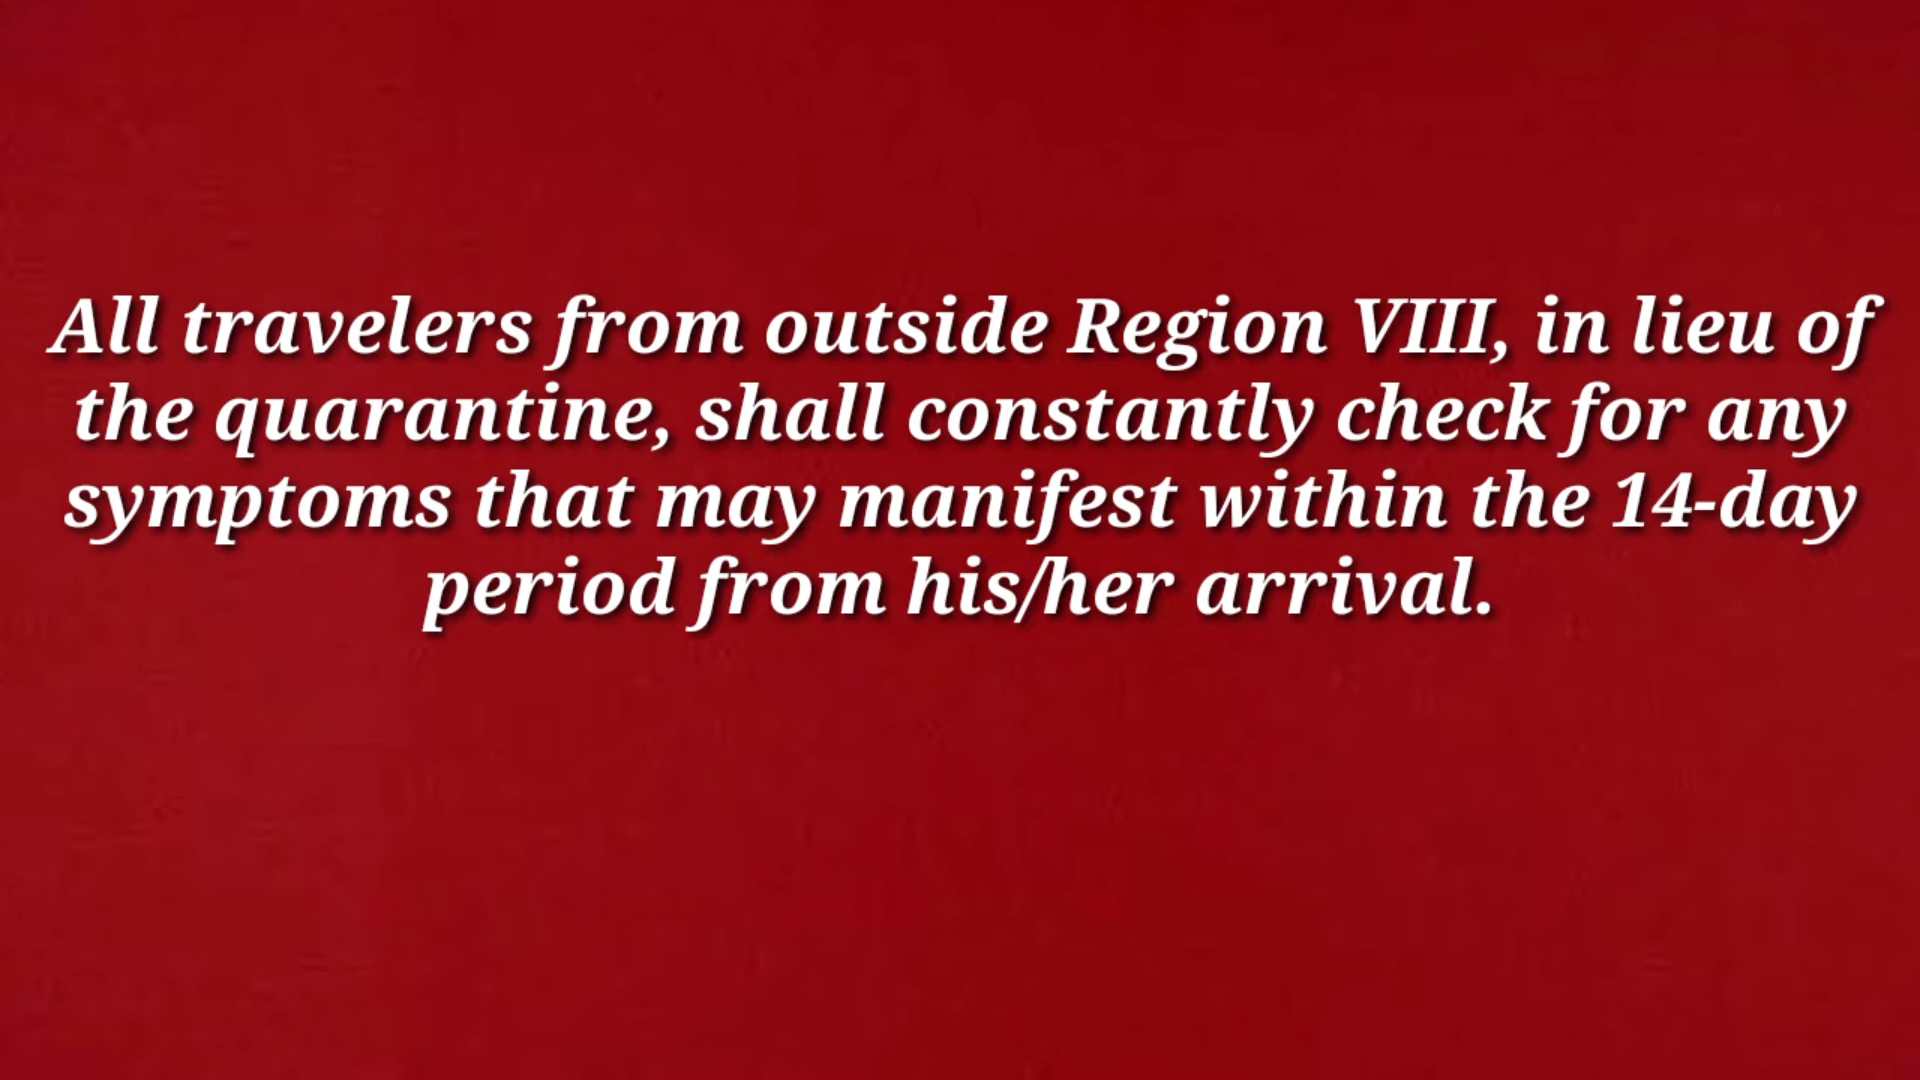 All travelers from outside Region VIII, in lieu of
the quarantine, shall constantly check for any
symptoms that may manifest within the 14-day
period from his/her arrival.